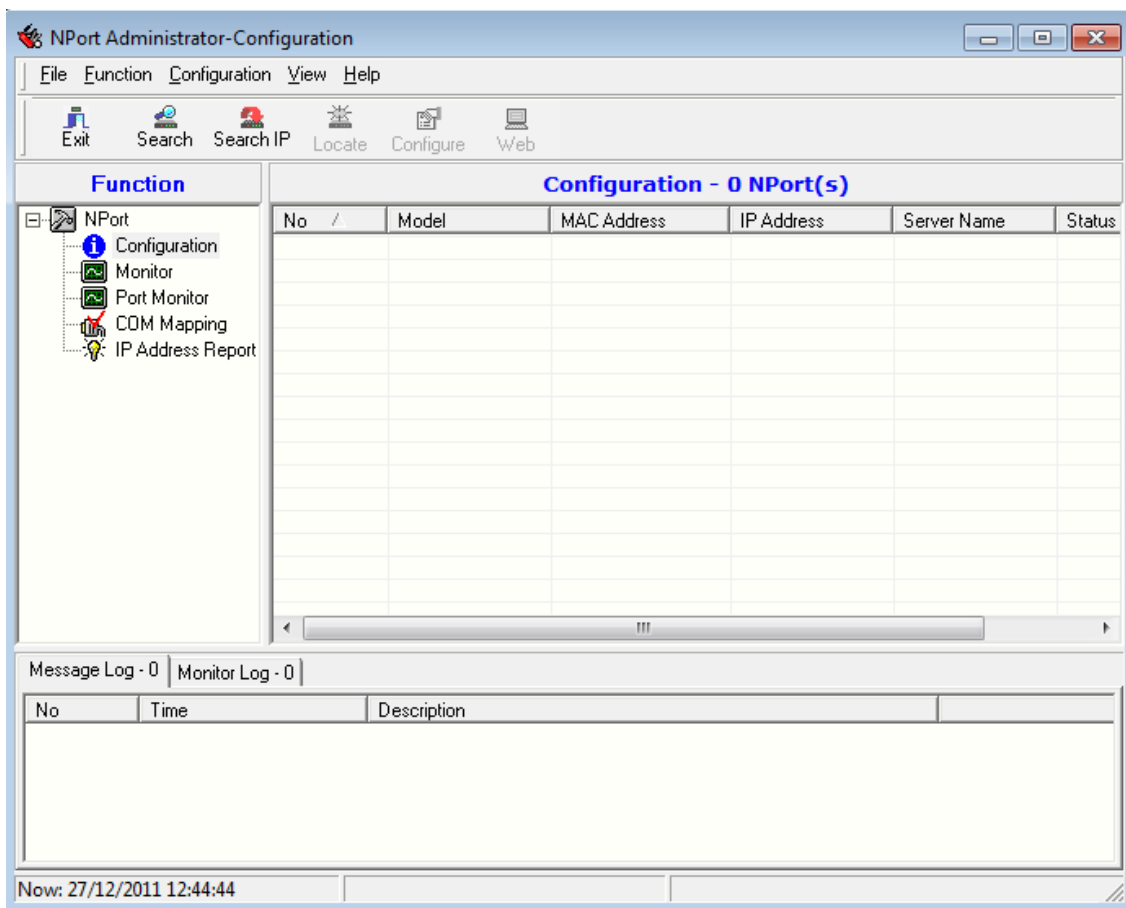 NPort Administrator-Configuration
File Function Configuration View Help
Exit Search Search IP Locate Configure Web
Function
Configuration - 0 NPort(s)
NPort
Configuration
Monitor
Port Monitor
COM Mapping
IP Address Report
No Model MAC Address IP Address Server Name Status
Message Log - 0 Monitor Log - 0
No Time Description
Now: 27/12/2011 12:44:44